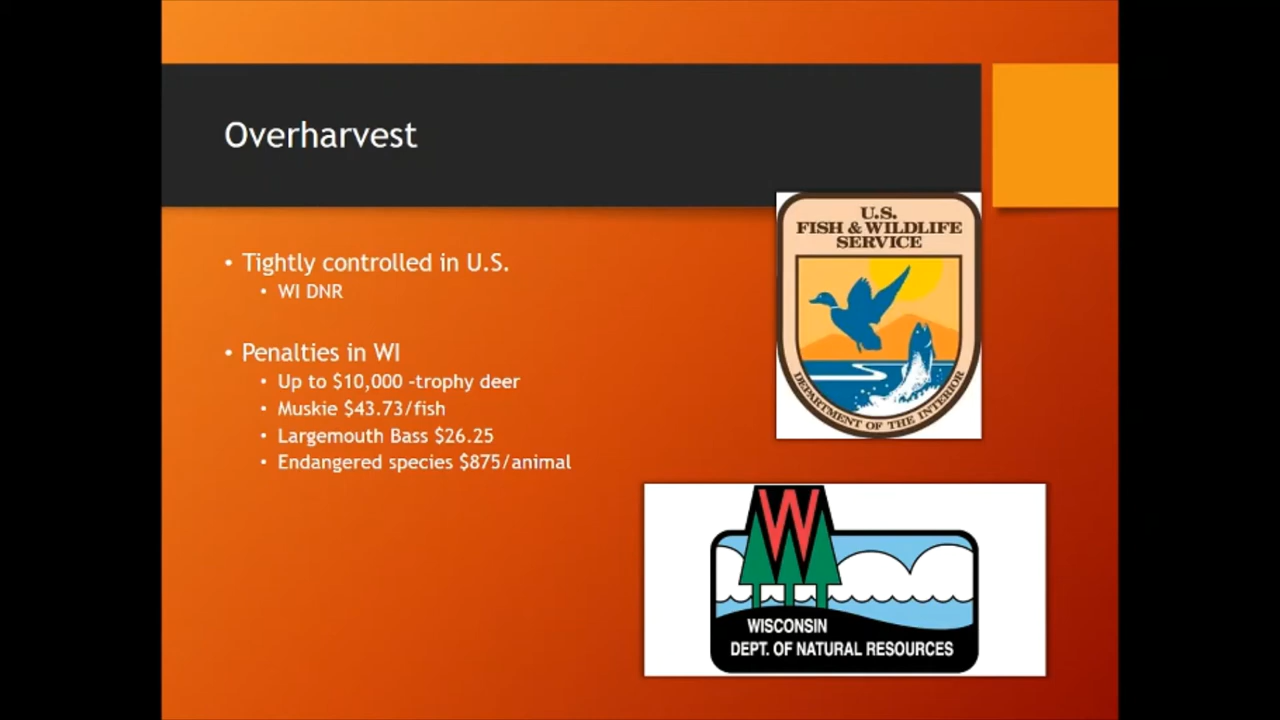 Overharvest
U.S.
FISH & WILDLIFE
SERVICE
DEPARTMENT OF THE INTERIOR
• Tightly controlled in U.S.
• WI DNR
• Penalties in WI
• Up to $10,000 -trophy deer
• Muskie $43.73/fish
• Largemouth Bass $26.25
• Endangered species $875/animal
W
WISCONSIN
DEPT. OF NATURAL RESOURCES